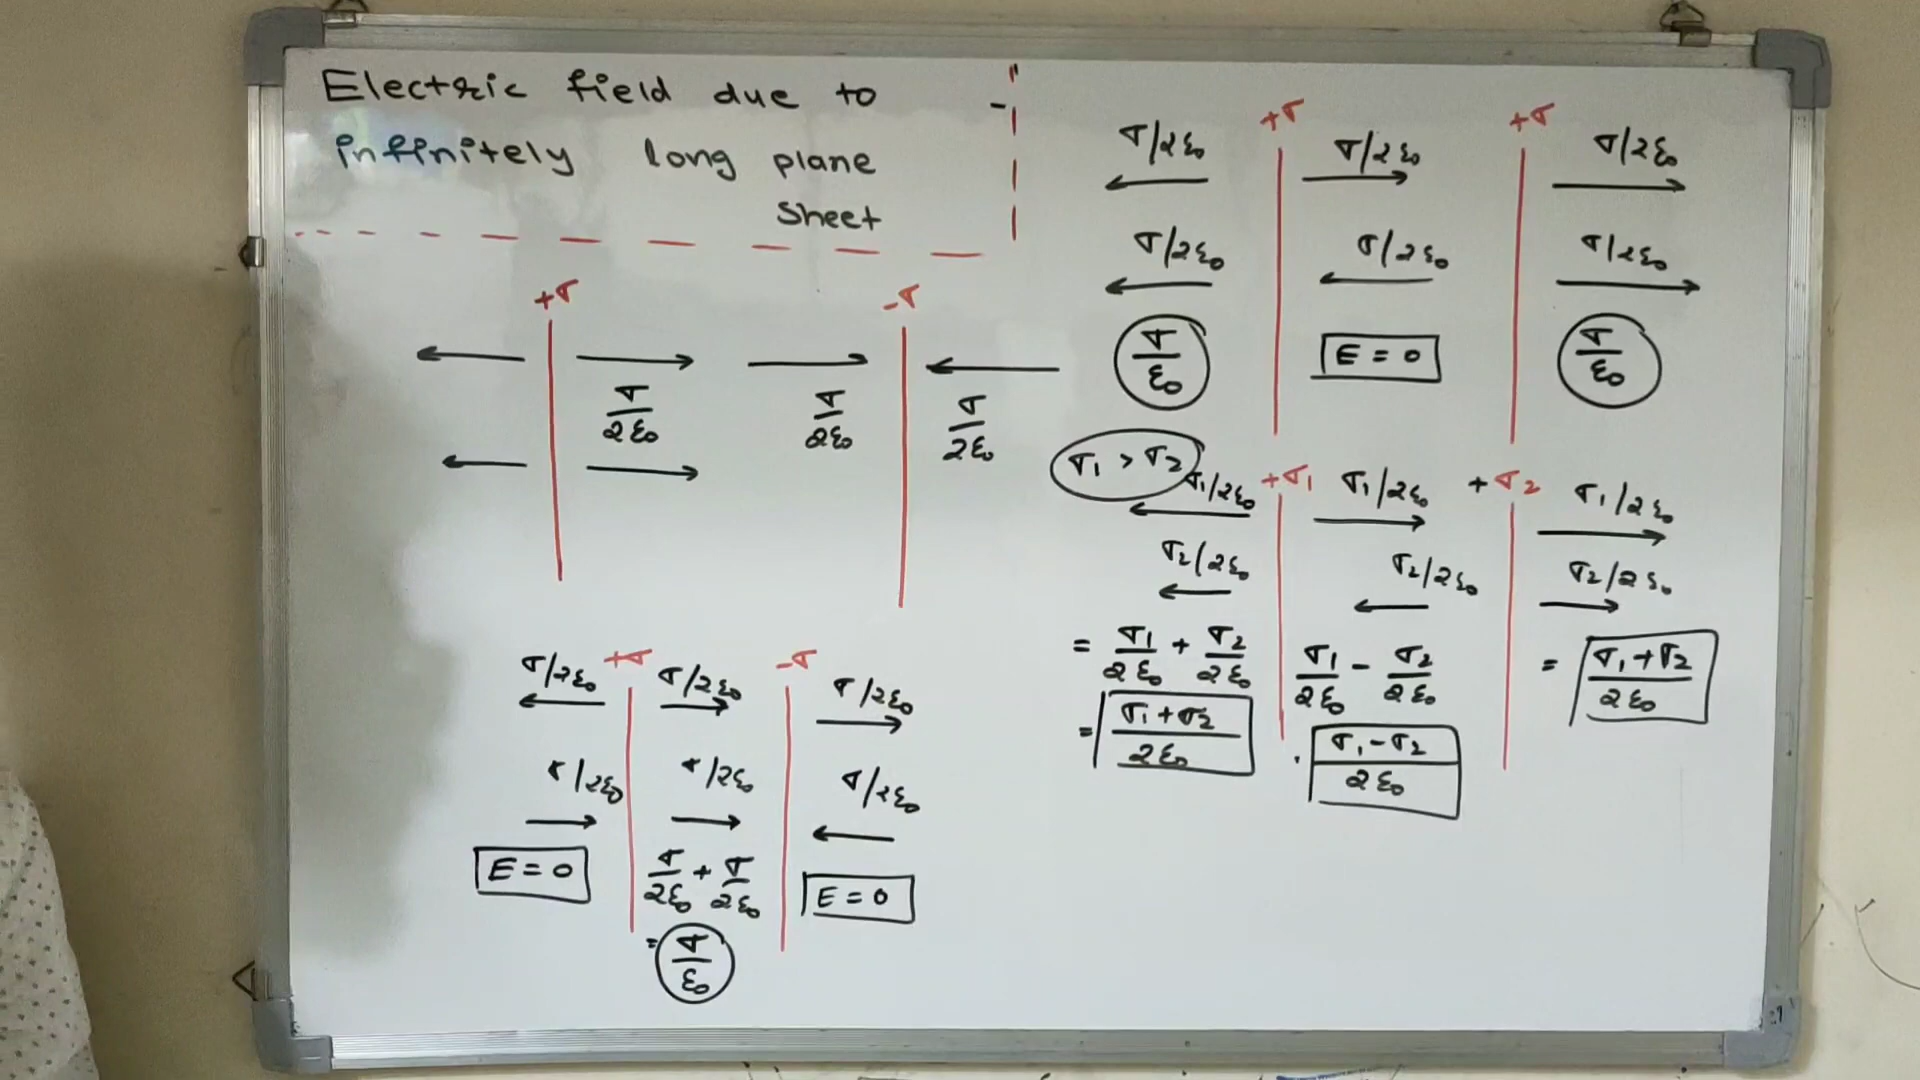 Electric field due to
infinitely long plane
sheet
+σ
-σ
σ/2ε₀
σ/2ε₀
σ/2ε₀
σ/2ε₀ +σ σ/2ε₀ -σ σ/2ε₀
σ/2ε₀ σ/2ε₀ σ/2ε₀
E = 0
σ/2ε₀ + σ/2ε₀
E = 0
= σ/ε₀
+σ +σ
σ/2ε₀ σ/2ε₀ σ/2ε₀
σ/2ε₀ σ/2ε₀ σ/2ε₀
σ/ε₀ E = 0 σ/ε₀
σ₁ > σ₂
σ₁/2ε₀ +σ₁ σ₁/2ε₀ +σ₂ σ₁/2ε₀
σ₂/2ε₀ σ₂/2ε₀ σ₂/2ε₀
= σ₁/2ε₀ + σ₂/2ε₀
σ₁/2ε₀ - σ₂/2ε₀
= σ₁+σ₂/2ε₀
= σ₁+σ₂/2ε₀
σ₁-σ₂/2ε₀